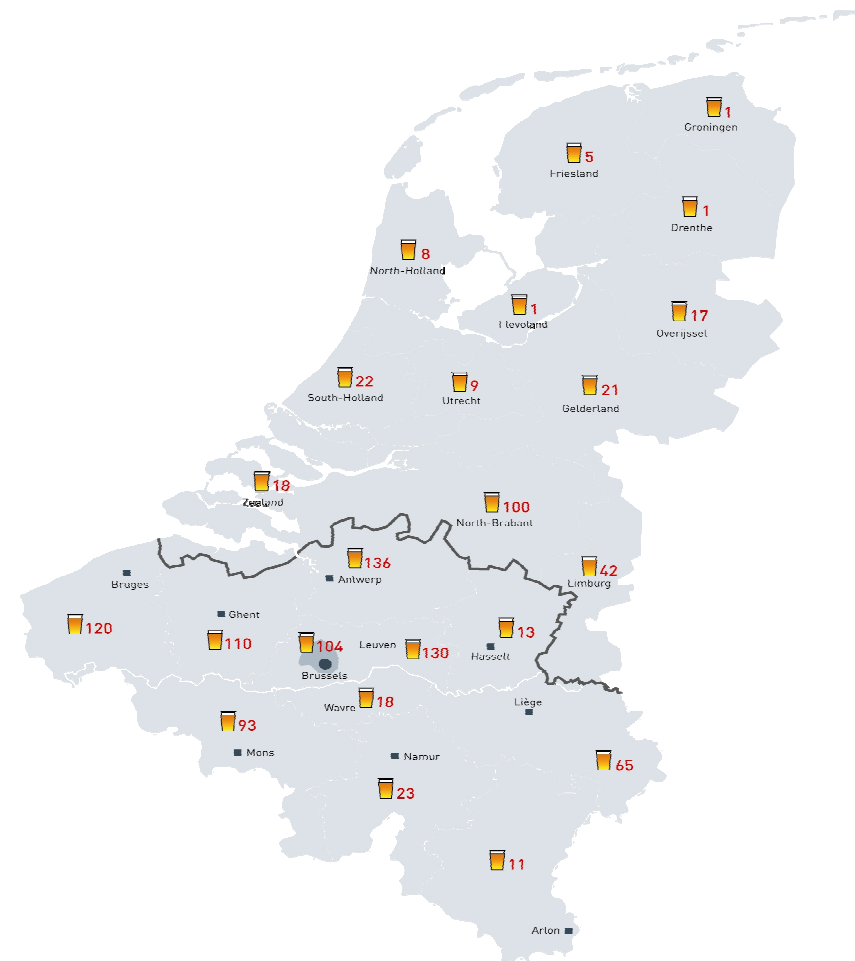 1
Groningen
5
Friesland
1
Drenthe
8
North-Holland
1
Flevoland
17
Overijssel
22
South-Holland
9
Utrecht
21
Gelderland
18
Zeeland
100
North-Brabant
136
Antwerp
42
Limburg
Bruges
120
Ghent
110
104
Brussels
Leuven
130
13
Hasselt
Wavre
18
Liège
93
Mons
Namur
23
65
11
Arlon